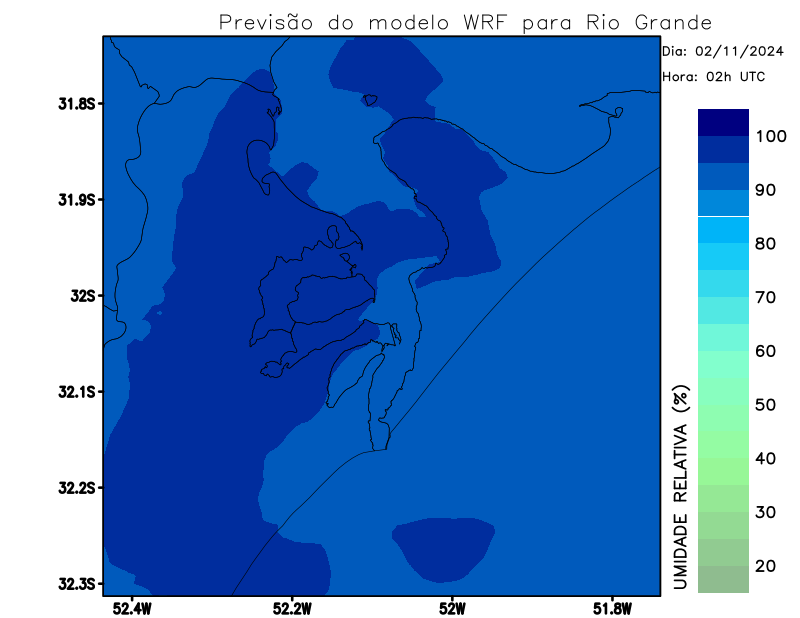 Previsão do modelo WRF para Rio Grande
Dia: 02/11/2024
Hora: 02h UTC
31.8S
31.9S
32S
32.1S
32.2S
32.3S
52.4W
52.2W
52W
51.8W
100
90
80
70
60
50
40
30
20
UMIDADE RELATIVA (%)